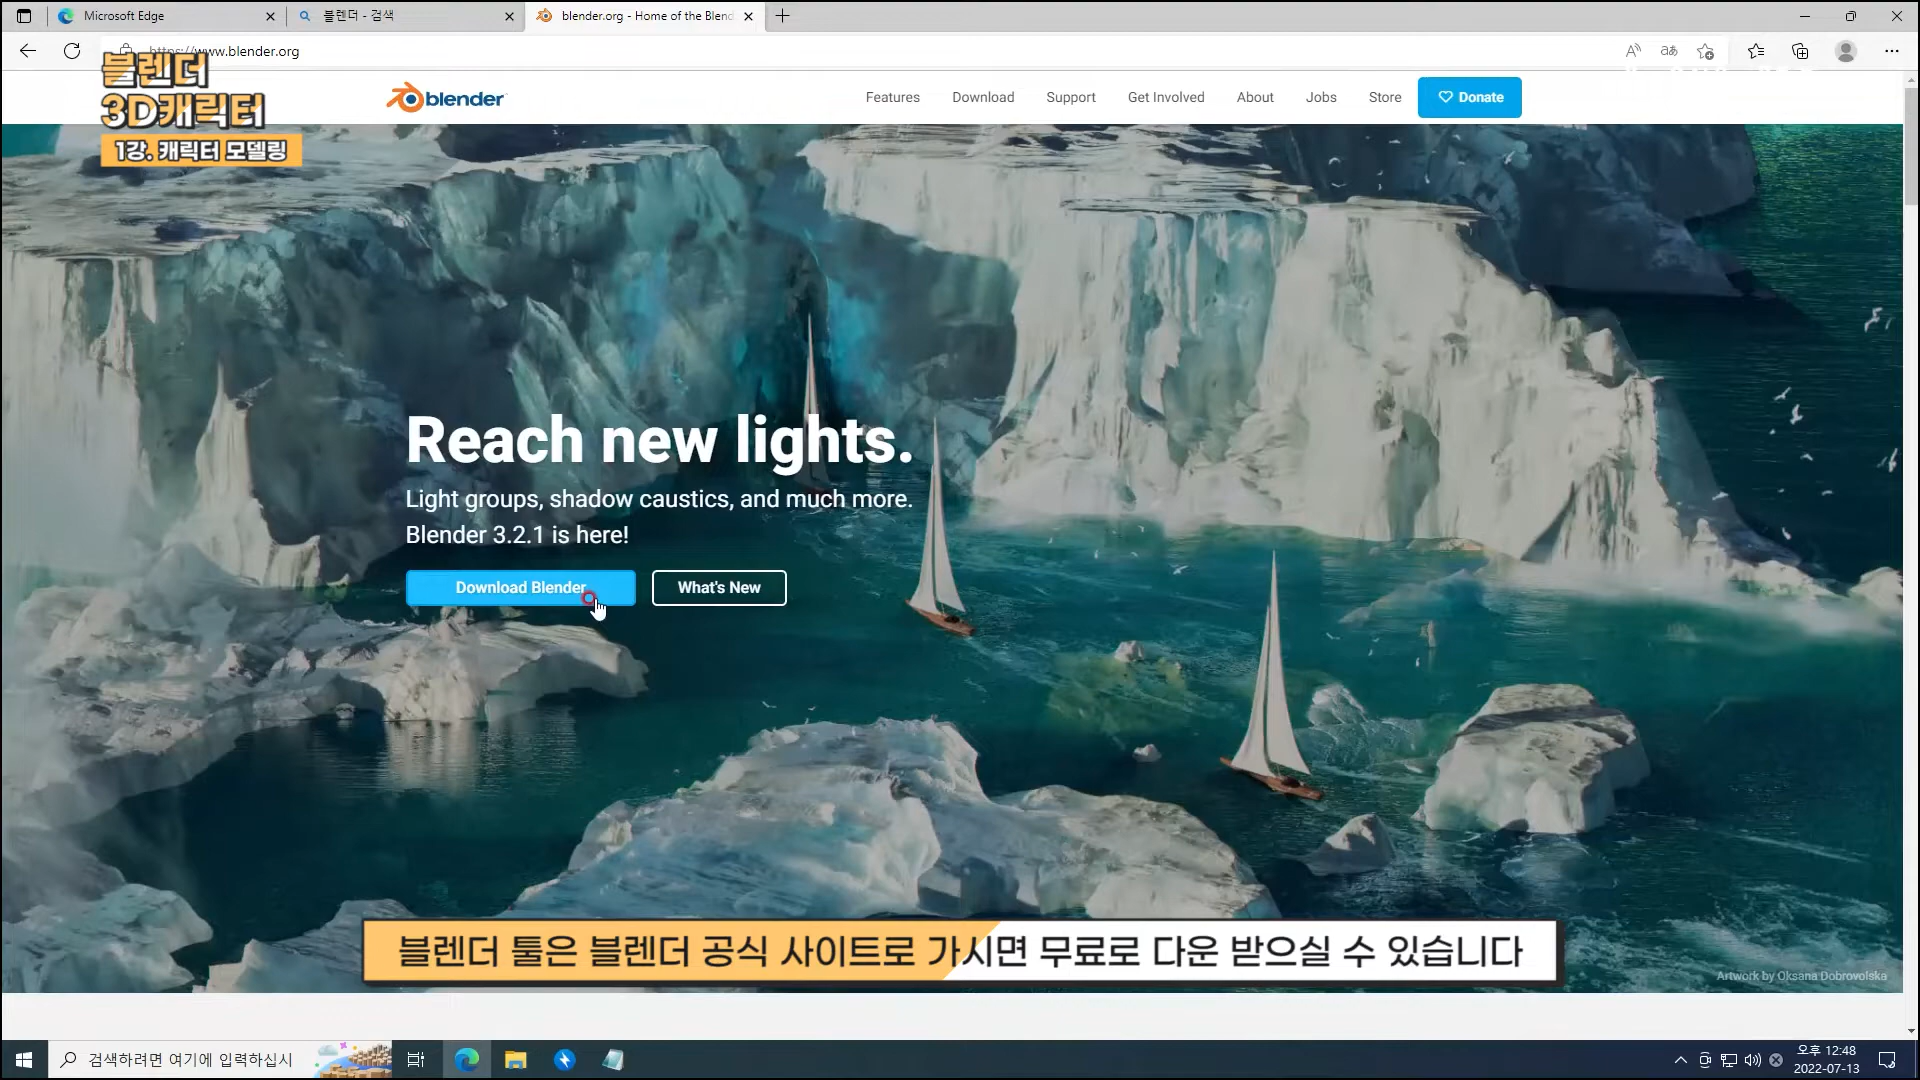 Microsoft Edge
블렌더 - 검색
blender.org - Home of the Blend
https://www.blender.org
블렌더
3D캐릭터
1강. 캐릭터 모델링
blender
Features
Download
Support
Get Involved
About
Jobs
Store
Donate
Reach new lights.
Light groups, shadow caustics, and much more.
Blender 3.2.1 is here!
Download Blender
What's New
블렌더 툴은 블렌더 공식 사이트로 가시면 무료로 다운 받으실 수 있습니다
Artwork by Oksana Dobrovolska
검색하려면 여기에 입력하십시
오후 12:48
2022-07-13